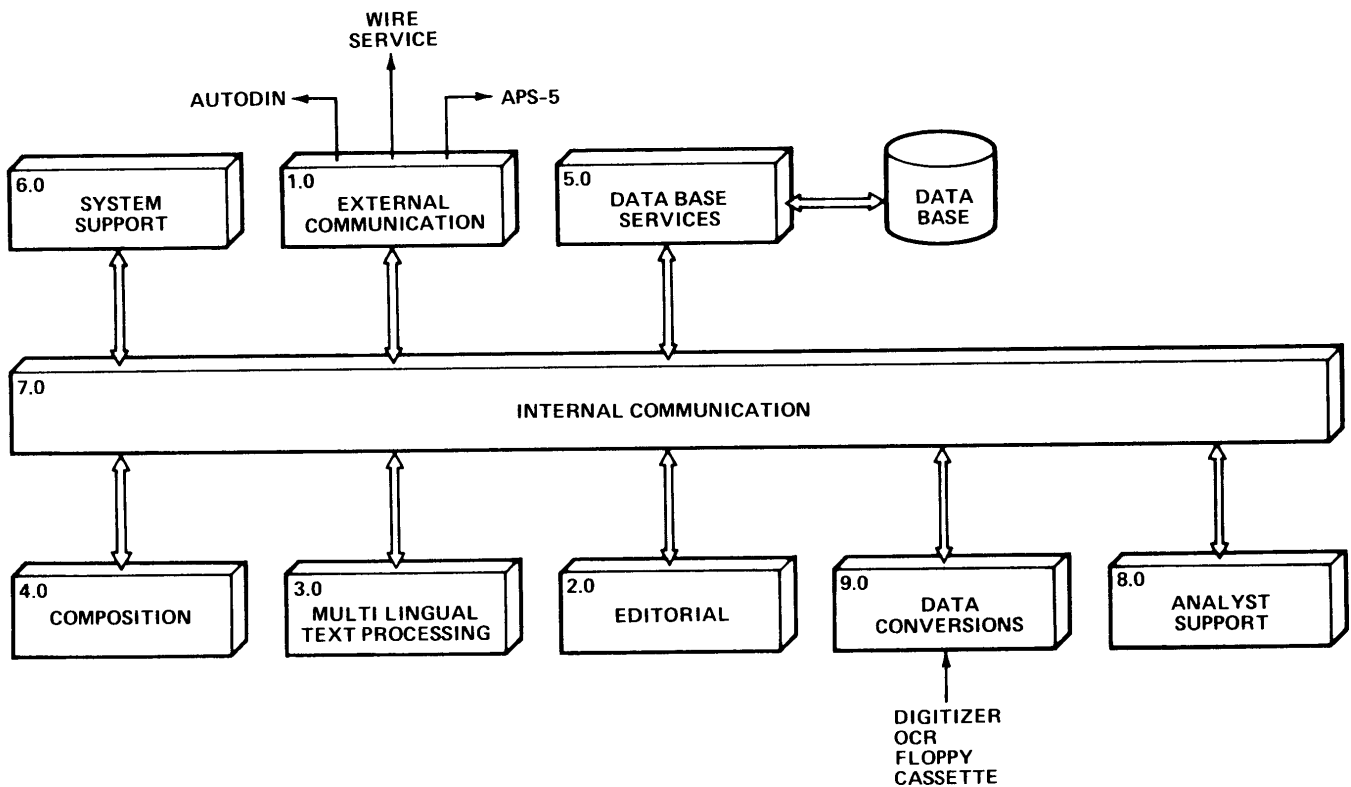 WIRE
SERVICE
AUTODIN
APS-5
6.0
SYSTEM
SUPPORT
1.0
EXTERNAL
COMMUNICATION
5.0
DATA BASE
SERVICES
DATA
BASE
7.0
INTERNAL COMMUNICATION
4.0
COMPOSITION
3.0
MULTI LINGUAL
TEXT PROCESSING
2.0
EDITORIAL
9.0
DATA
CONVERSIONS
8.0
ANALYST
SUPPORT
DIGITIZER
OCR
FLOPPY
CASSETTE